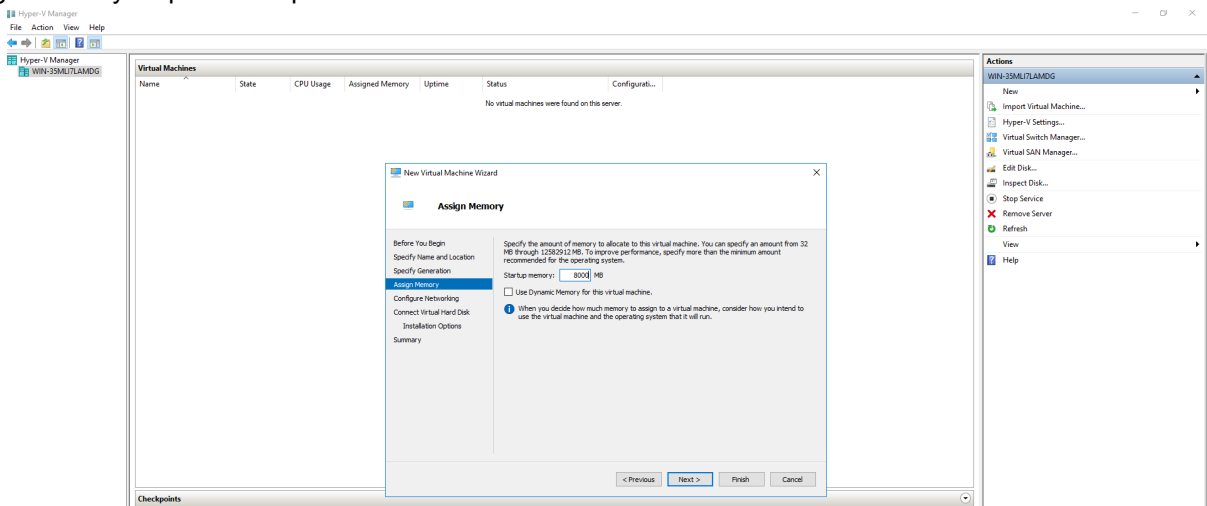 Hyper-V Manager
File Action View Help
Hyper-V Manager
WIN-35MLI7LAMDG
Virtual Machines
Name State CPU Usage Assigned Memory Uptime Status Configurati...
No virtual machines were found on this server.
New Virtual Machine Wizard
Assign Memory
Before You Begin
Specify Name and Location
Specify Generation
Assign Memory
Configure Networking
Connect Virtual Hard Disk
Installation Options
Summary
Specify the amount of memory to allocate to this virtual machine. You can specify an amount from 32
MB through 12582912 MB. To improve performance, specify more than the minimum amount
recommended for the operating system.
Startup memory: 8000 MB
Use Dynamic Memory for this virtual machine.
When you decide how much memory to assign to a virtual machine, consider how you intend to
use the virtual machine and the operating system that it will run.
< Previous Next > Finish Cancel
Checkpoints
Actions
WIN-35MLI7LAMDG
New
Import Virtual Machine...
Hyper-V Settings...
Virtual Switch Manager...
Virtual SAN Manager...
Edit Disk...
Inspect Disk...
Stop Service
Remove Server
Refresh
View
Help